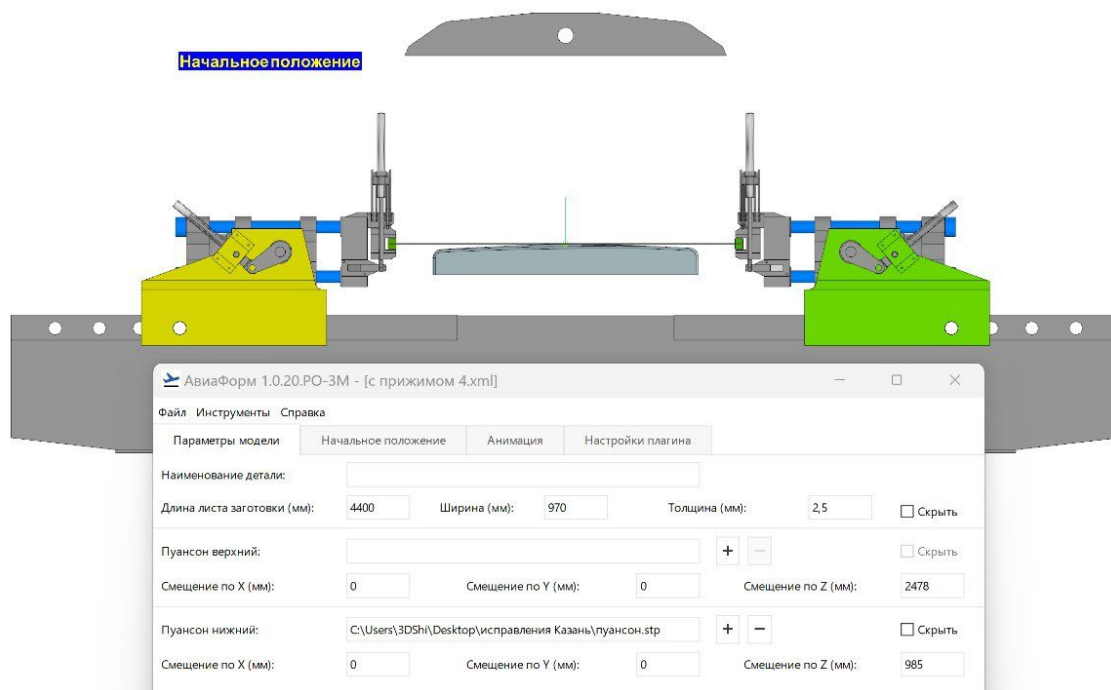 Начальное положение
АвиаФорм 1.0.20.РО-3М - [с прижимом 4.xml]
Файл Инструменты Справка
Параметры модели Начальное положение Анимация Настройки плагина
Наименование детали:
Длина листа заготовки (мм): 4400 Ширина (мм): 970 Толщина (мм): 2,5 Скрыть
Пуансон верхний: + − Скрыть
Смещение по X (мм): 0 Смещение по Y (мм): 0 Смещение по Z (мм): 2478
Пуансон нижний: C:\Users\3DShi\Desktop\исправления Казань\пуансон.stp + − Скрыть
Смещение по X (мм): 0 Смещение по Y (мм): 0 Смещение по Z (мм): 985